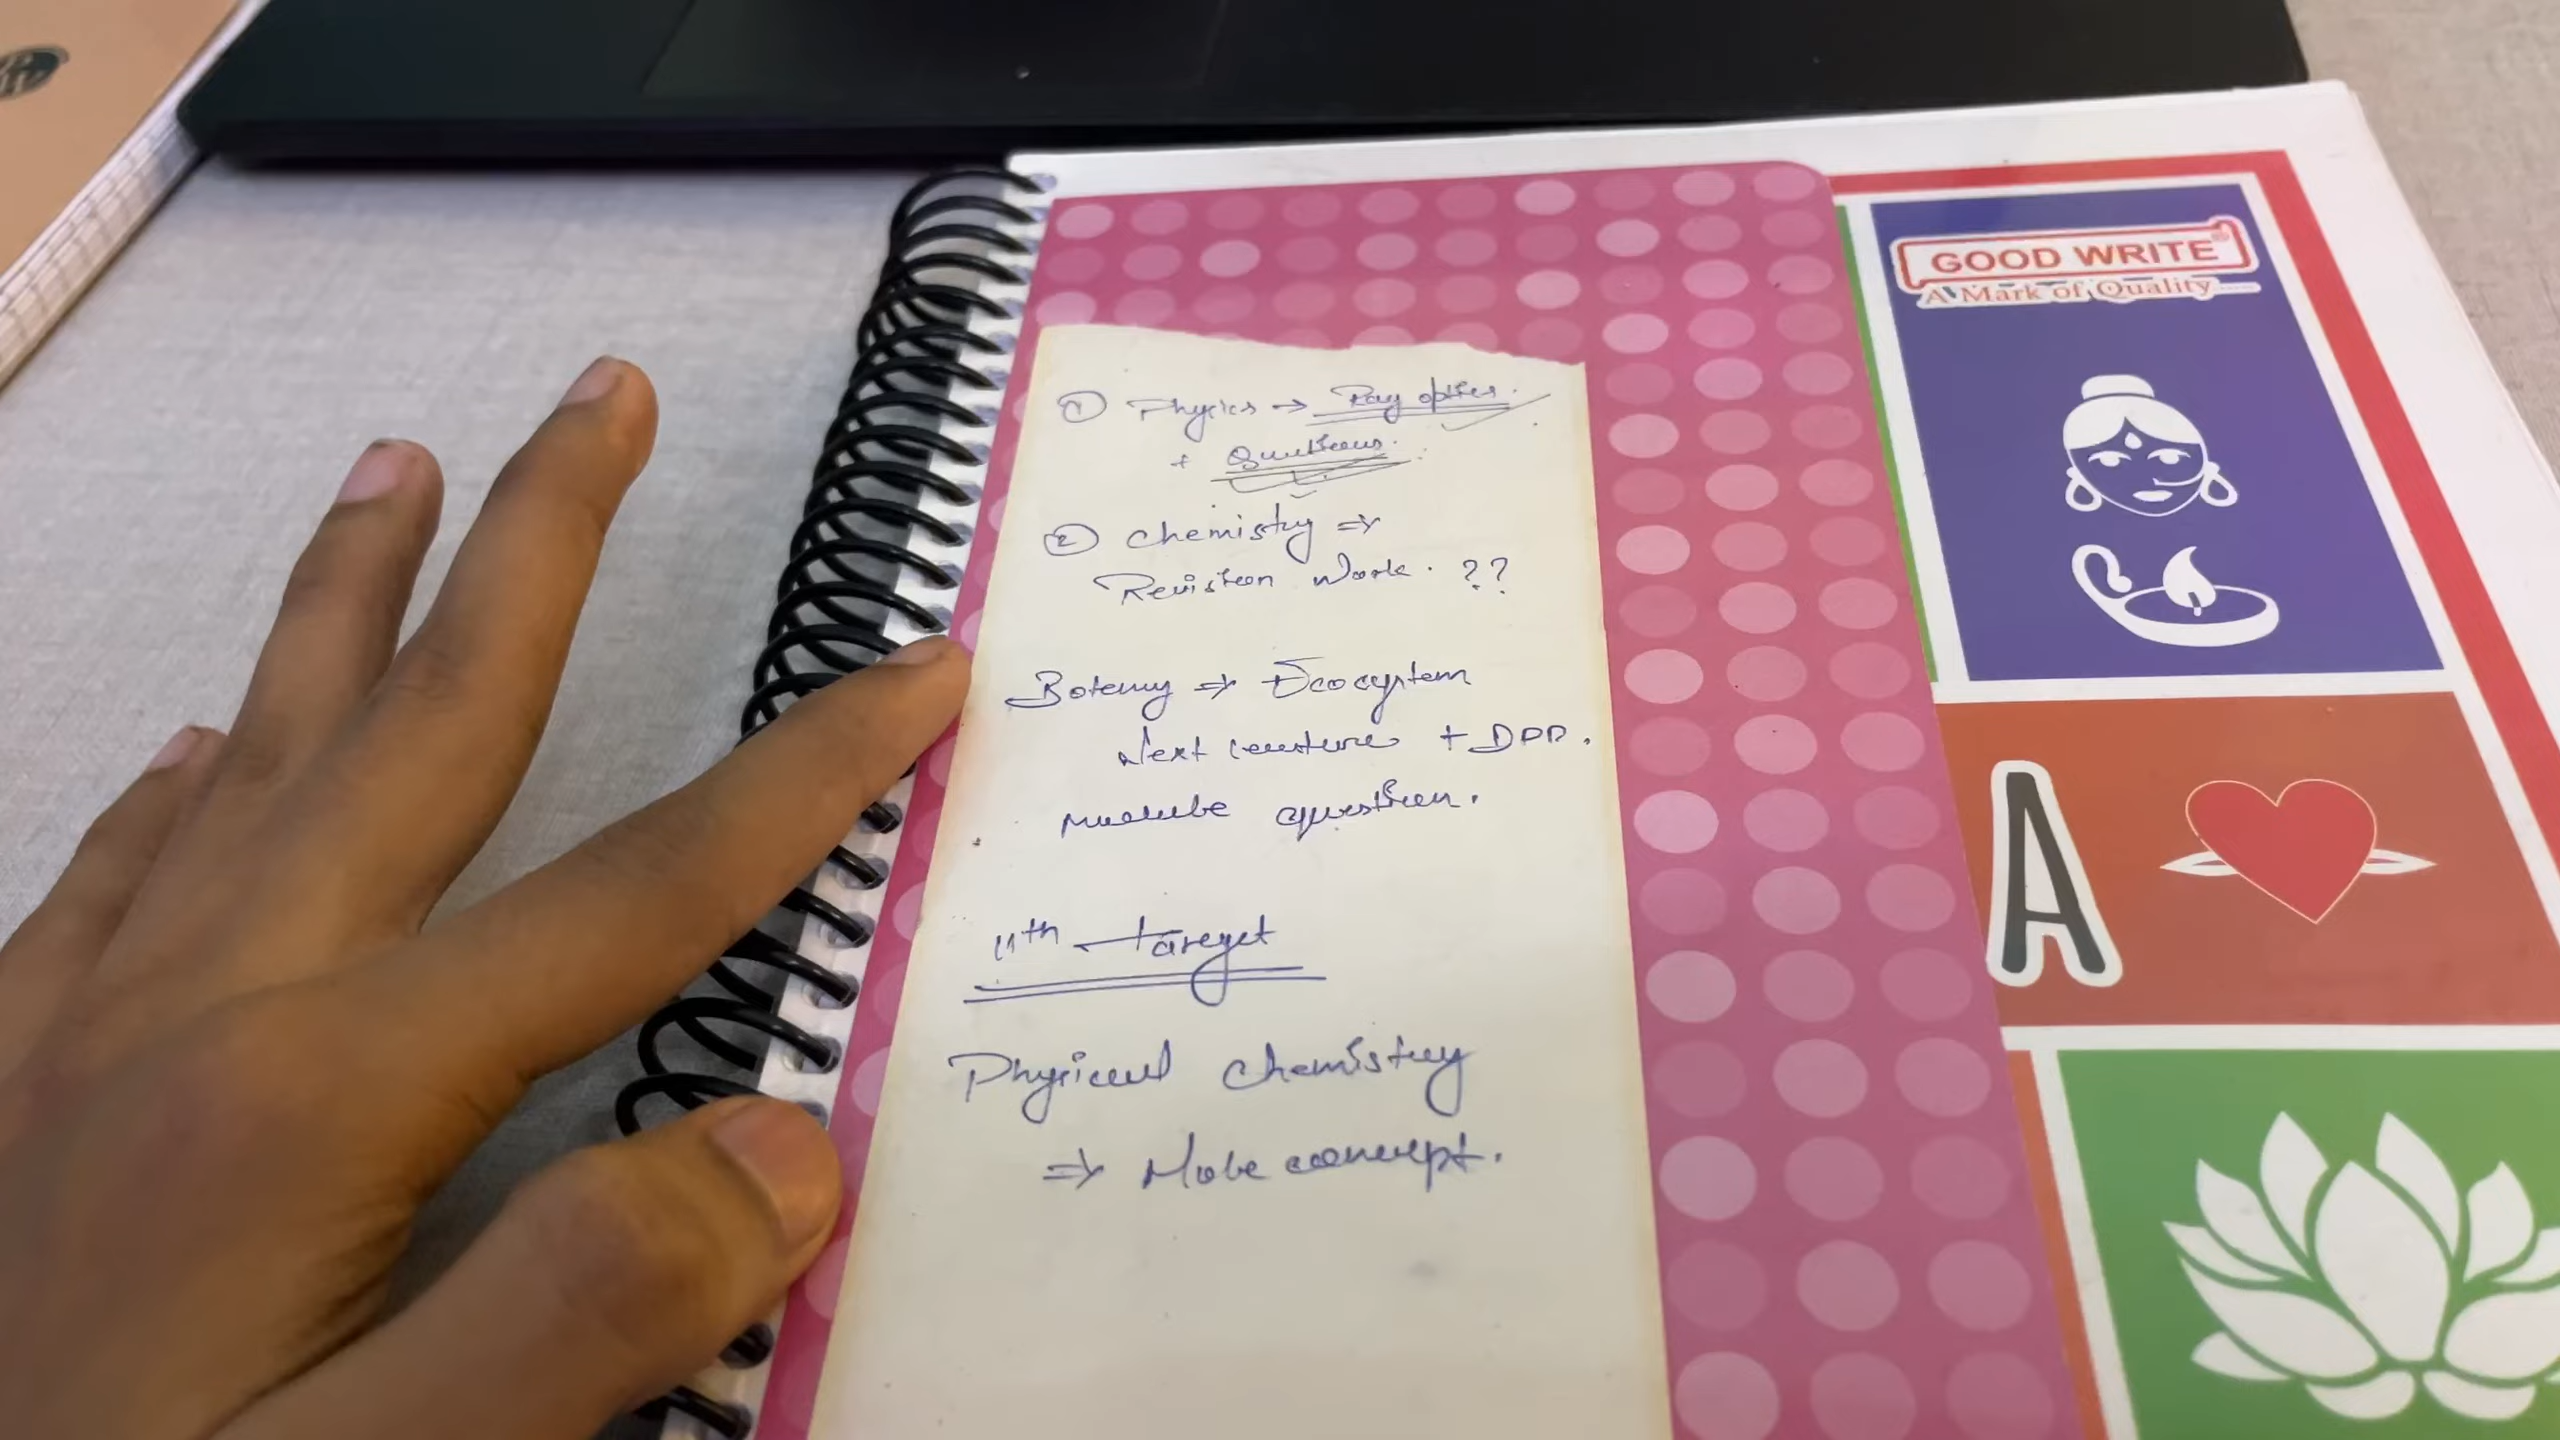 ① Physics → Ray optics.
+ Questions.
② Chemistry ⇒
Revision Work. ??
Botany ⇒ Ecosystem
Next lecture + DPP.
Module question.
11th Target
Physical Chemistry
⇒ Mole concept.
GOOD WRITE®
A Mark of Quality......
A